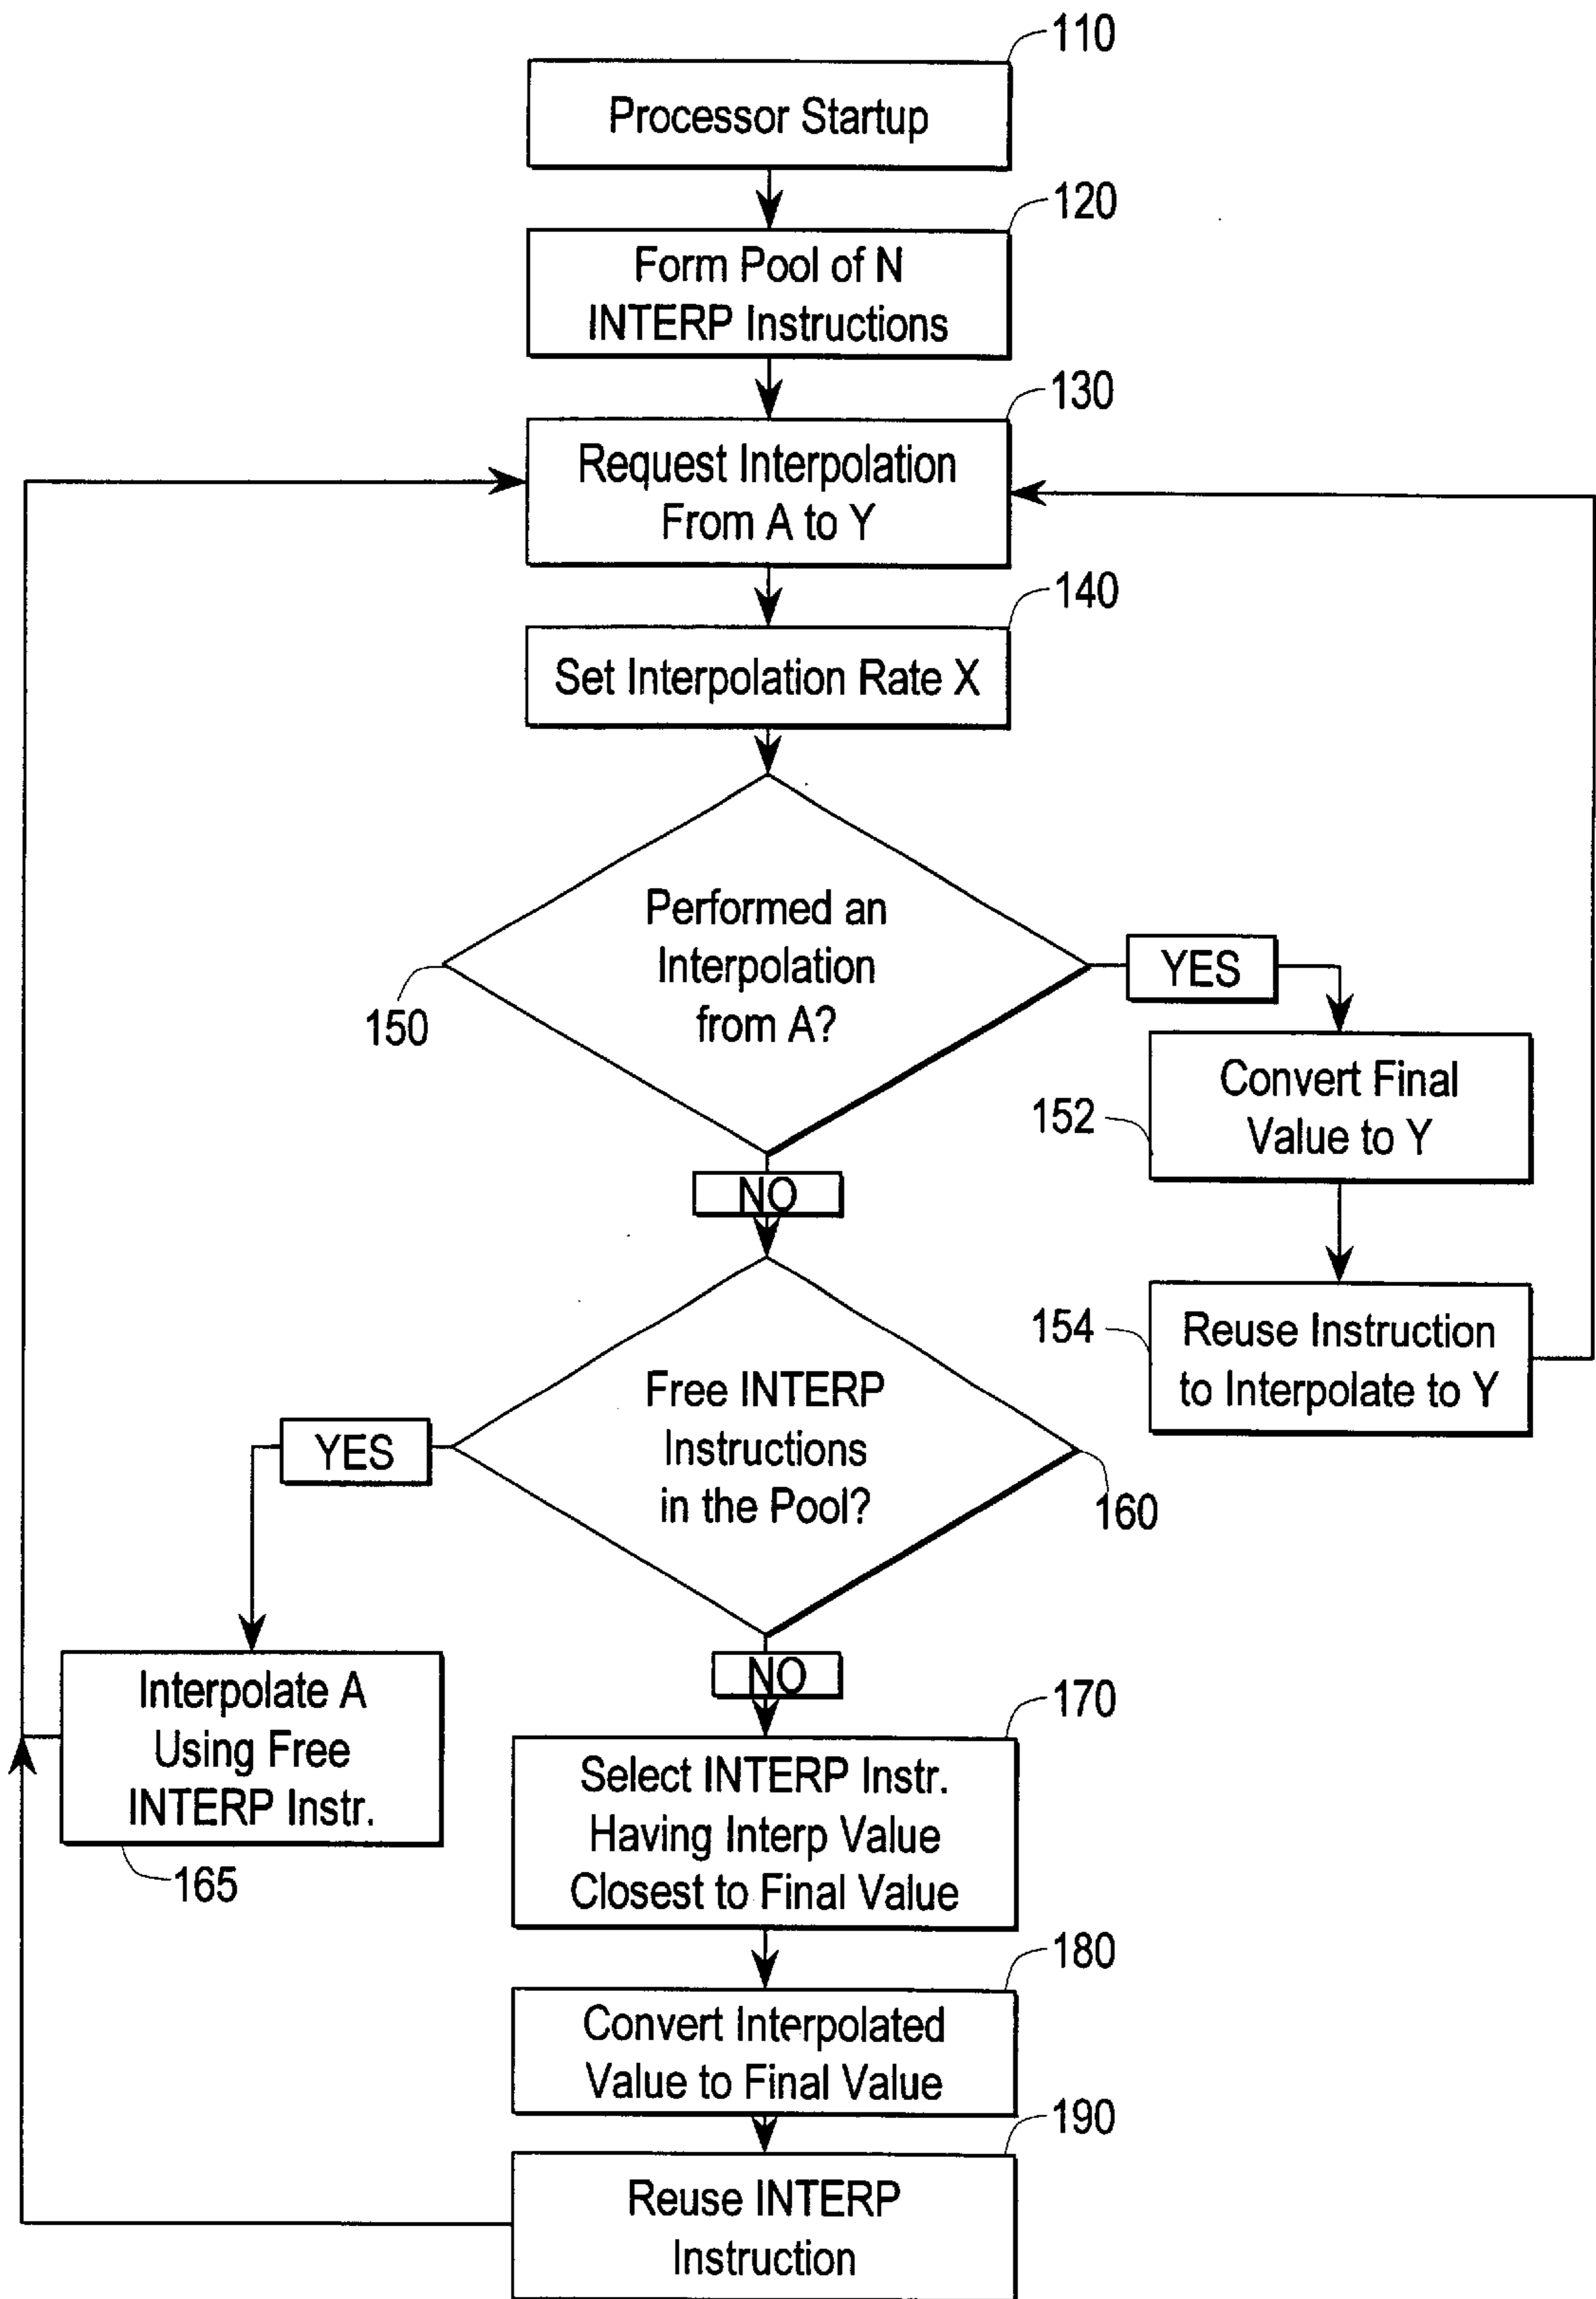 110
Processor Startup
120
Form Pool of N
INTERP Instructions
130
Request Interpolation
From A to Y
140
Set Interpolation Rate X
Performed an
Interpolation
from A?
150
YES
NO
Convert Final
Value to Y
152
Reuse Instruction
to Interpolate to Y
154
Free INTERP
Instructions
in the Pool?
160
YES
NO
Interpolate A
Using Free
INTERP Instr.
165
170
Select INTERP Instr.
Having Interp Value
Closest to Final Value
180
Convert Interpolated
Value to Final Value
190
Reuse INTERP
Instruction